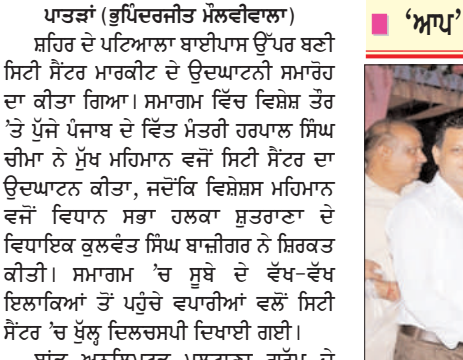 ਪਾਤੜਾਂ (ਭੁਪਿੰਦਰਜੀਤ ਮੌਲਵੀਵਾਲਾ)
ਸ਼ਹਿਰ ਦੇ ਪਟਿਆਲਾ ਬਾਈਪਾਸ ਉੱਪਰ ਬਣੀ
ਸਿਟੀ ਸੈਂਟਰ ਮਾਰਕੀਟ ਦੇ ਉਦਘਾਟਨੀ ਸਮਾਰੋਹ
ਦਾ ਕੀਤਾ ਗਿਆ। ਸਮਾਗਮ ਵਿੱਚ ਵਿਸ਼ੇਸ਼ ਤੌਰ
'ਤੇ ਪੁੱਜੇ ਪੰਜਾਬ ਦੇ ਵਿੱਤ ਮੰਤਰੀ ਹਰਪਾਲ ਸਿੰਘ
ਚੀਮਾ ਨੇ ਮੁੱਖ ਮਹਿਮਾਨ ਵਜੋਂ ਸਿਟੀ ਸੈਂਟਰ ਦਾ
ਉਦਘਾਟਨ ਕੀਤਾ, ਜਦੋਂਕਿ ਵਿਸ਼ੇਸ਼ਸ ਮਹਿਮਾਨ
ਵਜੋਂ ਵਿਧਾਨ ਸਭਾ ਹਲਕਾ ਸ਼ੁਤਰਾਣਾ ਦੇ
ਵਿਧਾਇਕ ਕੁਲਵੰਤ ਸਿੰਘ ਬਾਜ਼ੀਗਰ ਨੇ ਸ਼ਿਰਕਤ
ਕੀਤੀ। ਸਮਾਗਮ 'ਚ ਸੂਬੇ ਦੇ ਵੱਖ-ਵੱਖ
ਇਲਾਕਿਆਂ ਤੋਂ ਪਹੁੰਚੇ ਵਪਾਰੀਆਂ ਵਲੋਂ ਸਿਟੀ
ਸੈਂਟਰ 'ਚ ਖੁੱਲ੍ਹ ਦਿਲਚਸਪੀ ਦਿਖਾਈ ਗਈ।
‘ਆਪ’